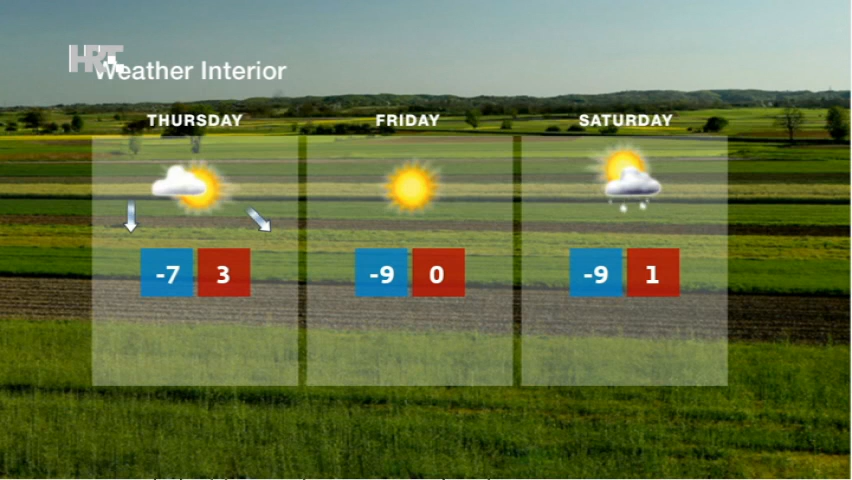 HRT
Weather Interior
THURSDAY
FRIDAY
SATURDAY
-7 3
-9 0
-9 1